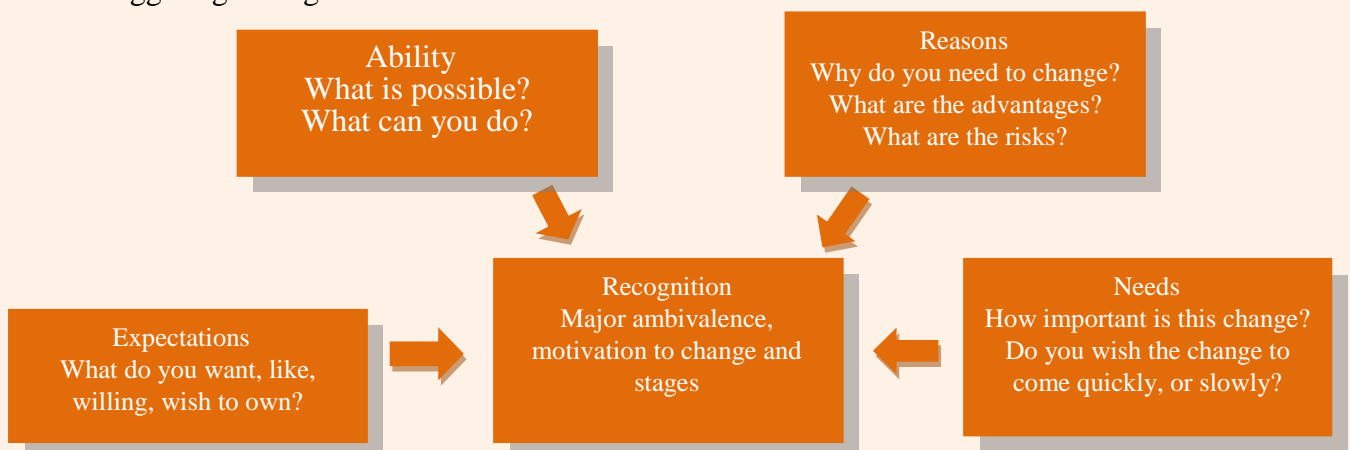 Ability
What is possible?
What can you do?
Reasons
Why do you need to change?
What are the advantages?
What are the risks?
Expectations
What do you want, like,
willing, wish to own?
Recognition
Major ambivalence,
motivation to change and
stages
Needs
How important is this change?
Do you wish the change to
come quickly, or slowly?